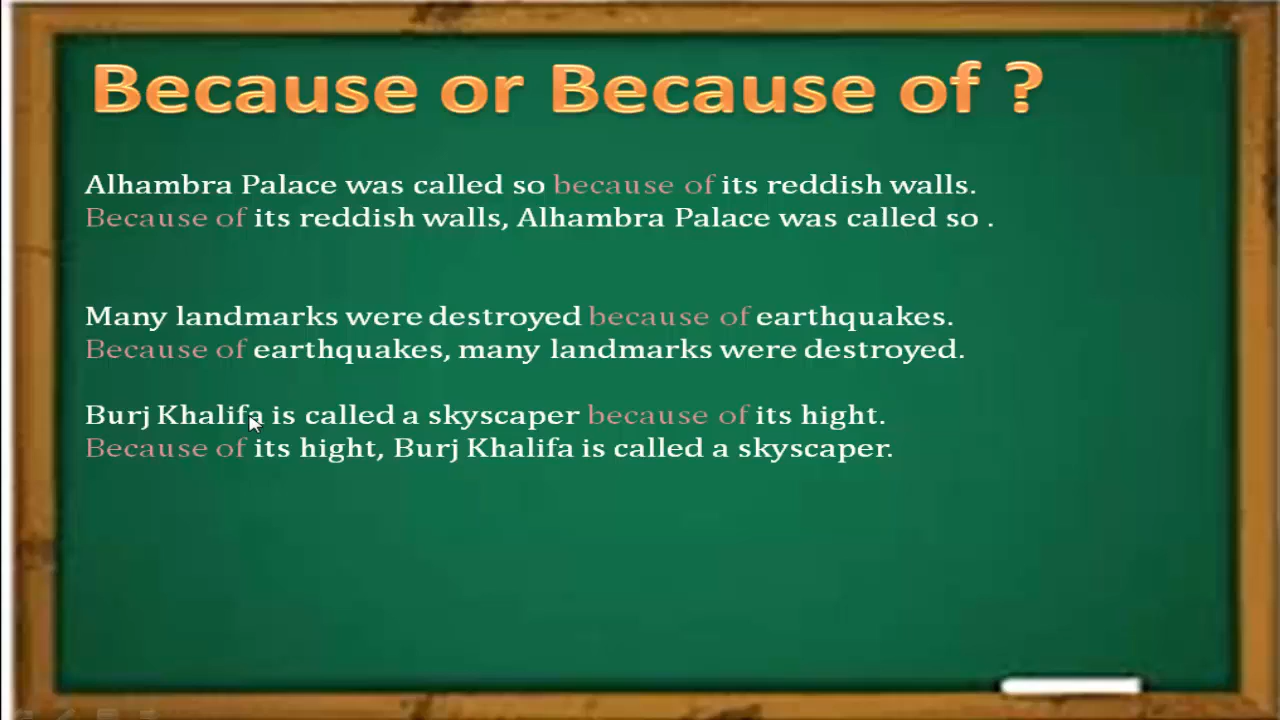 Because or Because of ?
Alhambra Palace was called so because of its reddish walls.
Because of its reddish walls, Alhambra Palace was called so .
Many landmarks were destroyed because of earthquakes.
Because of earthquakes, many landmarks were destroyed.
Burj Khalifa is called a skyscaper because of its hight.
Because of its hight, Burj Khalifa is called a skyscaper.